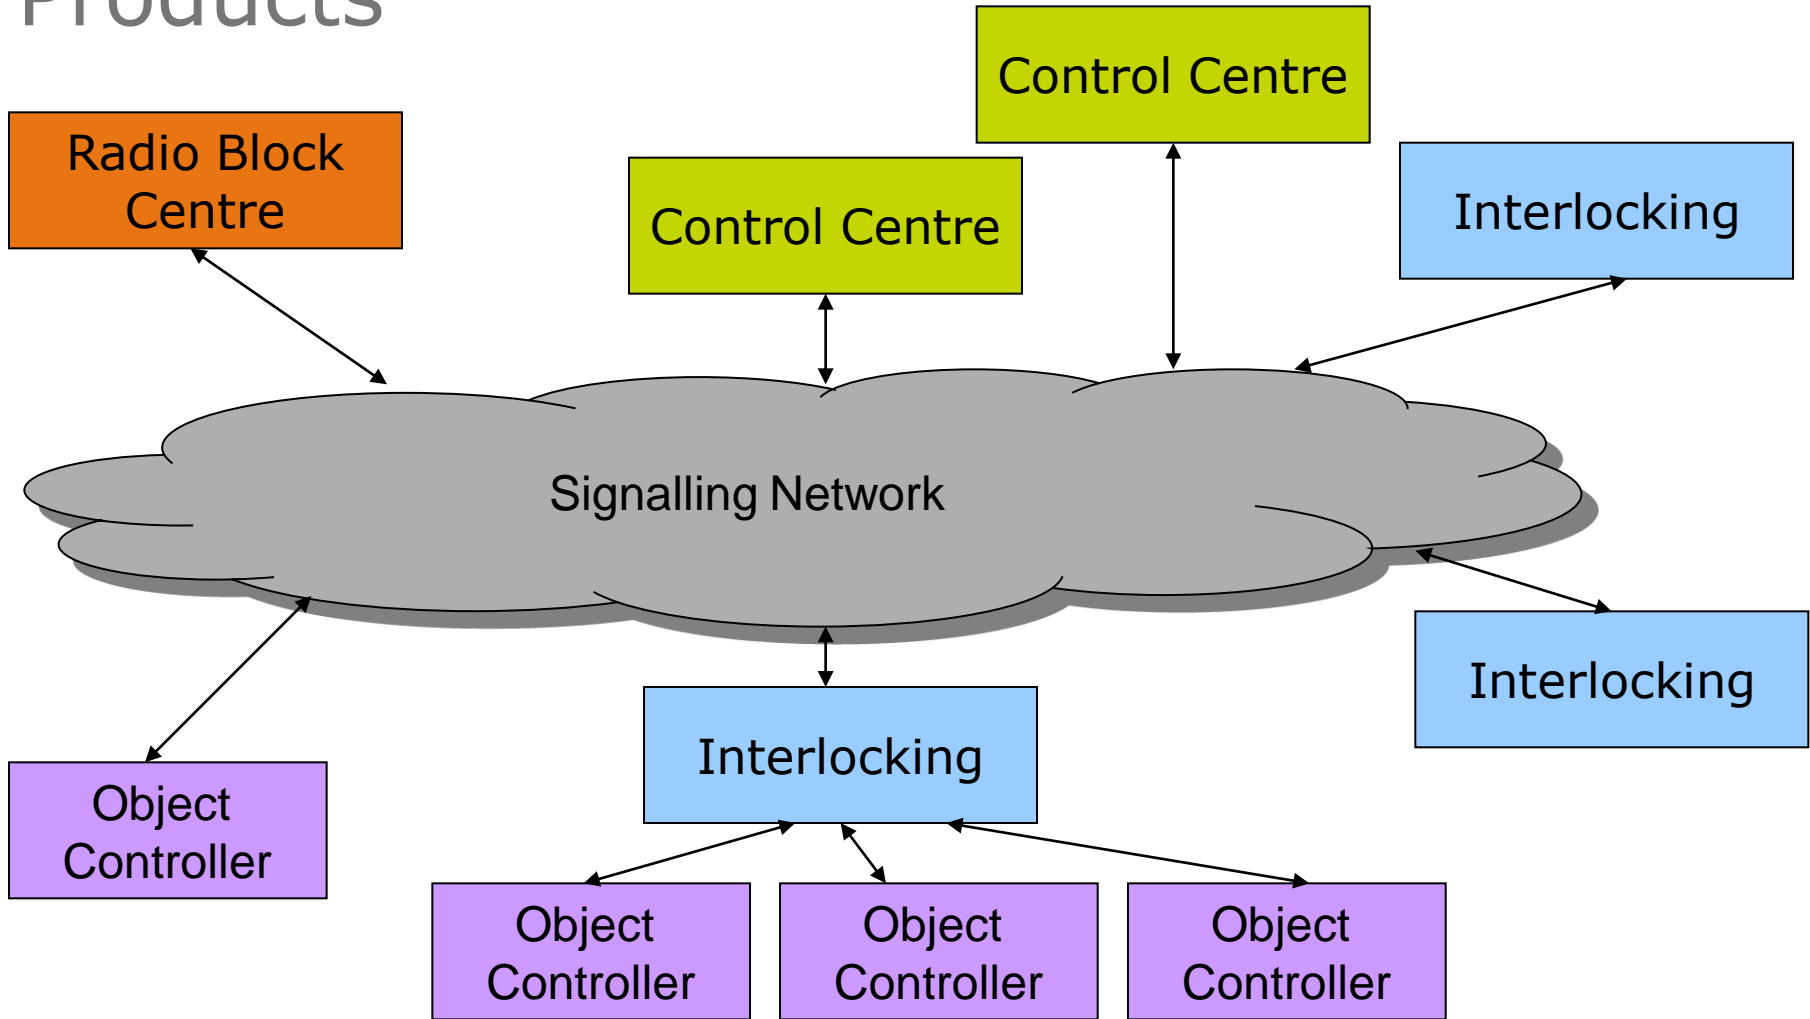 Products
Control Centre
Radio Block
Centre
Control Centre
Interlocking
Signalling Network
Interlocking
Interlocking
Object
Controller
Object
Controller
Object
Controller
Object
Controller